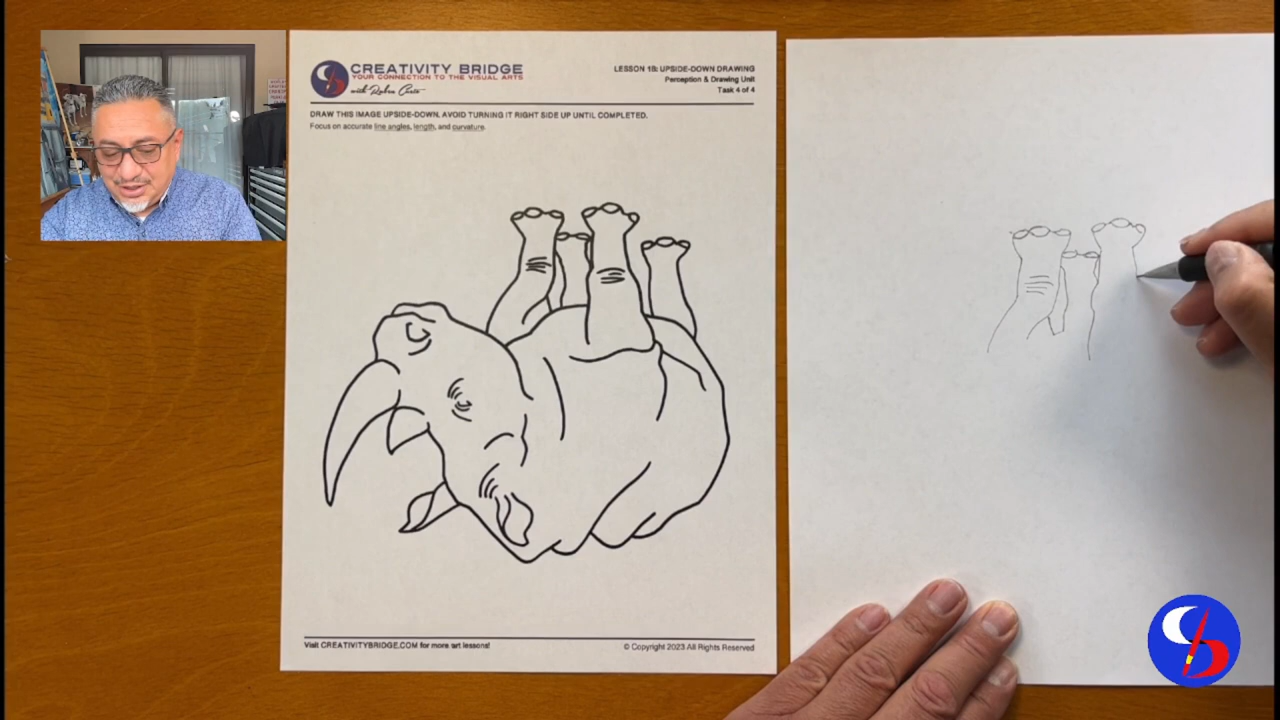 CREATIVITY BRIDGE
YOUR CONNECTION TO THE VISUAL ARTS
with Ruben
LESSON 18: UPSIDE-DOWN DRAWING
Perception & Drawing Unit
Task 4 of 4
DRAW THIS IMAGE UPSIDE-DOWN. AVOID TURNING IT RIGHT SIDE UP UNTIL COMPLETED.
Focus on accurate line angles, length, and curvature.
Visit CREATIVITYBRIDGE.COM for more art lessons!
© Copyright 2023 All Rights Reserved